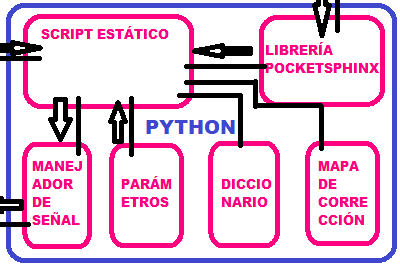 SCRIPT ESTÁTICO
LIBRERÍA
POCKETSPHINX
PYTHON
MANEJ
ADOR
DE
SEÑAL
PARÁM
ETROS
DICCIO
NARIO
MAPA
DE
CORRE
CCIÓN